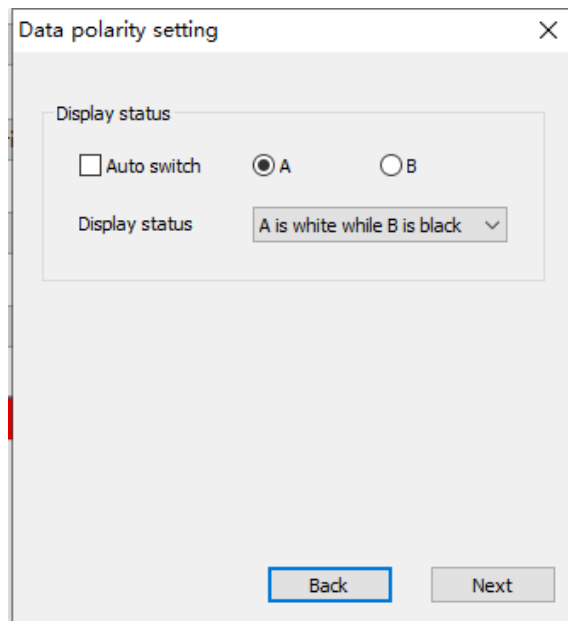 Data polarity setting
Display status
Auto switch A B
Display status A is white while B is black
Back Next